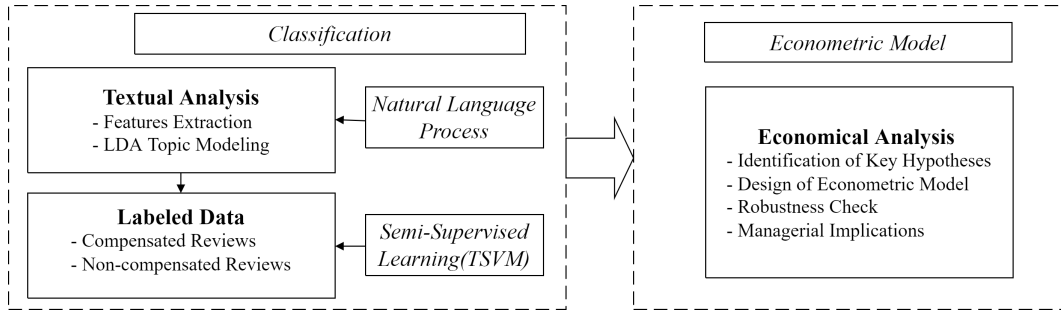 Classification
Textual Analysis
- Features Extraction
- LDA Topic Modeling
Natural Language
Process
Labeled Data
- Compensated Reviews
- Non-compensated Reviews
Semi-Supervised
Learning(TSVM)
Econometric Model
Economical Analysis
- Identification of Key Hypotheses
- Design of Econometric Model
- Robustness Check
- Managerial Implications